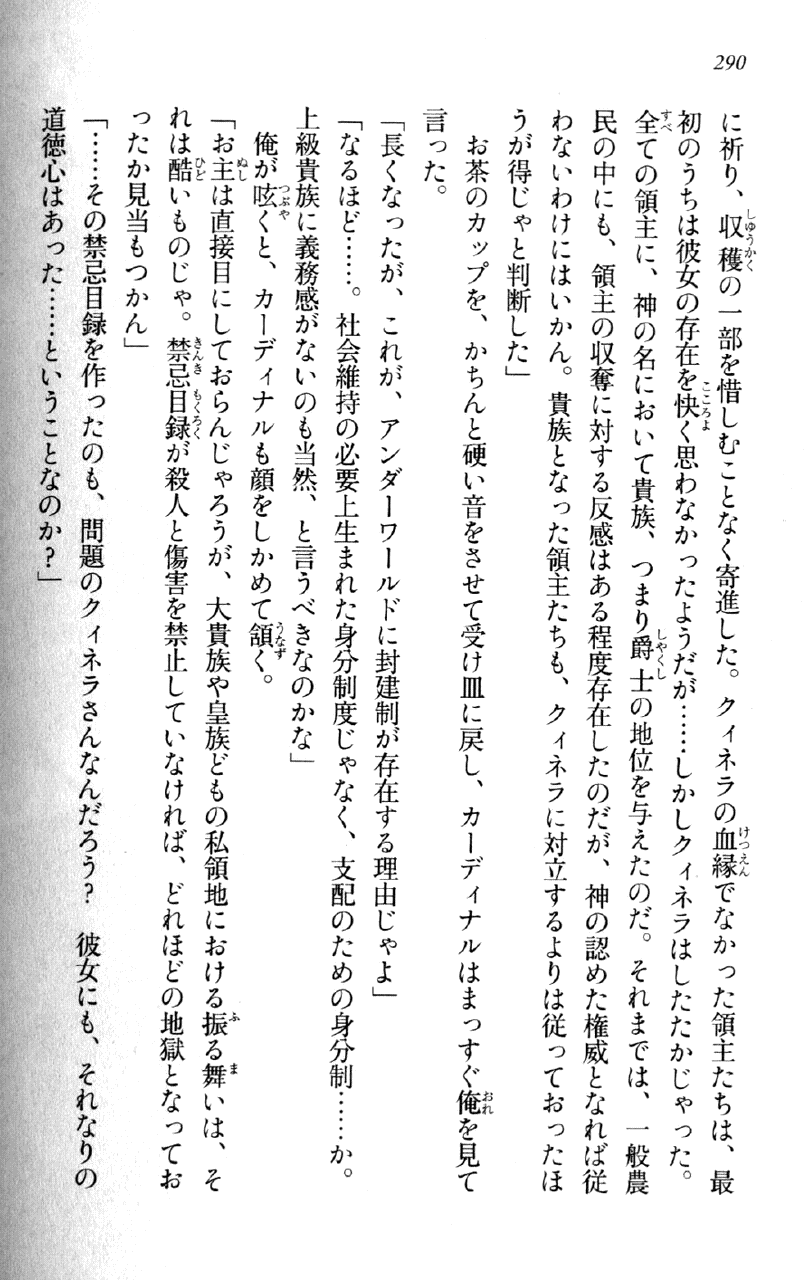 290
に祈り、収穫の一部を惜しむことなく寄進した。クィネラの血縁でなかった領主たちは、最
初のうちは彼女の存在を快く思わなかったようだが……しかしクィネラはしたたかじゃった。
全ての領主に、神の名において貴族、つまり爵士の地位を与えたのだ。それまでは、一般農
民の中にも、領主の収奪に対する反感はある程度存在したのだが、神の認めた権威となれば従
わないわけにはいかん。貴族となった領主たちも、クィネラに対立するよりは従っておったほ
うが得じゃと判断した」
お茶のカップを、かちんと硬い音をさせて受け皿に戻し、カーディナルはまっすぐ俺を見て
言った。
「長くなったが、これが、アンダーワールドに封建制が存在する理由じゃよ」
「なるほど……。社会維持の必要上生まれた身分制度じゃなく、支配のための身分制……か。
上級貴族に義務感がないのも当然、と言うべきなのかな」
俺が呟くと、カーディナルも顔をしかめて頷く。
「お主は直接目にしておらんじゃろうが、大貴族や皇族どもの私領地における振る舞いは、そ
れは酷いものじゃ。禁忌目録が殺人と傷害を禁止していなければ、どれほどの地獄となってお
ったか見当もつかん」
「……その禁忌目録を作ったのも、問題のクィネラさんなんだろう？　彼女にも、それなりの
道徳心はあった……ということなのか？」